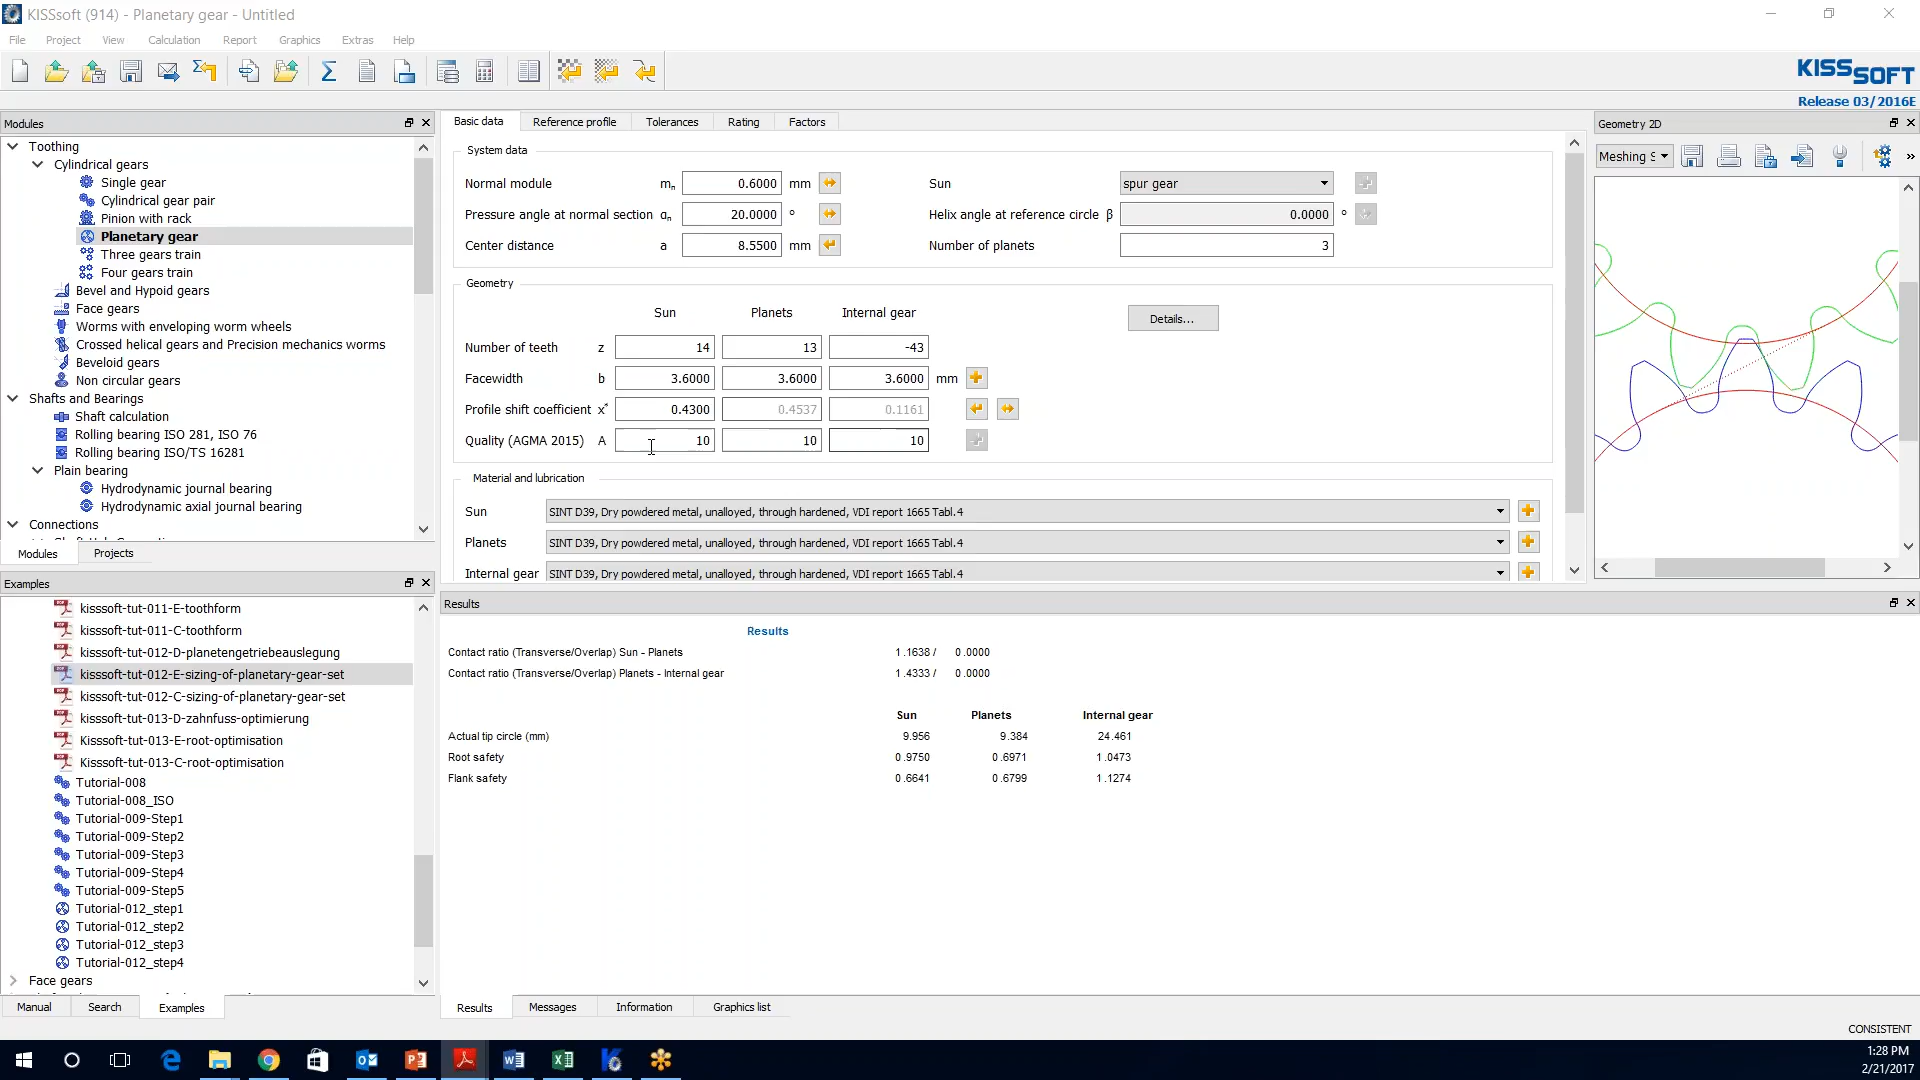 KISSsoft (914) - Planetary gear - Untitled
File Project View Calculation Report Graphics Extras Help
KISSSOFT
Release 03/2016E
Modules
Toothing
Cylindrical gears
Single gear
Cylindrical gear pair
Pinion with rack
Planetary gear
Three gears train
Four gears train
Bevel and Hypoid gears
Face gears
Worms with enveloping worm wheels
Crossed helical gears and Precision mechanics worms
Beveloid gears
Non circular gears
Shafts and Bearings
Shaft calculation
Rolling bearing ISO 281, ISO 76
Rolling bearing ISO/TS 16281
Plain bearing
Hydrodynamic journal bearing
Hydrodynamic axial journal bearing
Connections
Modules Projects
Examples
kisssoft-tut-011-E-toothform
kisssoft-tut-011-C-toothform
kisssoft-tut-012-D-planetengetriebeauslegung
kisssoft-tut-012-E-sizing-of-planetary-gear-set
kisssoft-tut-012-C-sizing-of-planetary-gear-set
kisssoft-tut-013-D-zahnfuss-optimierung
Kisssoft-tut-013-E-root-optimisation
Kisssoft-tut-013-C-root-optimisation
Tutorial-008
Tutorial-008_ISO
Tutorial-009-Step1
Tutorial-009-Step2
Tutorial-009-Step3
Tutorial-009-Step4
Tutorial-009-Step5
Tutorial-012_step1
Tutorial-012_step2
Tutorial-012_step3
Tutorial-012_step4
Face gears
Manual Search Examples
Basic data Reference profile Tolerances Rating Factors
System data
Normal module mn 0.6000 mm Sun spur gear
Pressure angle at normal section αn 20.0000 ° Helix angle at reference circle β 0.0000 °
Center distance a 8.5500 mm Number of planets 3
Geometry
Sun Planets Internal gear Details...
Number of teeth z 14 13 -43
Facewidth b 3.6000 3.6000 3.6000 mm
Profile shift coefficient x* 0.4300 0.4537 0.1161
Quality (AGMA 2015) A 10 10 10
Material and lubrication
Sun SINT D39, Dry powdered metal, unalloyed, through hardened, VDI report 1665 Tabl.4
Planets SINT D39, Dry powdered metal, unalloyed, through hardened, VDI report 1665 Tabl.4
Internal gear SINT D39, Dry powdered metal, unalloyed, through hardened, VDI report 1665 Tabl.4
Geometry 2D
Meshing S »
Results
Results
Contact ratio (Transverse/Overlap) Sun - Planets 1.1638 / 0.0000
Contact ratio (Transverse/Overlap) Planets - Internal gear 1.4333 / 0.0000
Sun Planets Internal gear
Actual tip circle (mm) 9.956 9.384 24.461
Root safety 0.9750 0.6971 1.0473
Flank safety 0.6641 0.6799 1.1274
Results Messages Information Graphics list
CONSISTENT
1:28 PM
2/21/2017